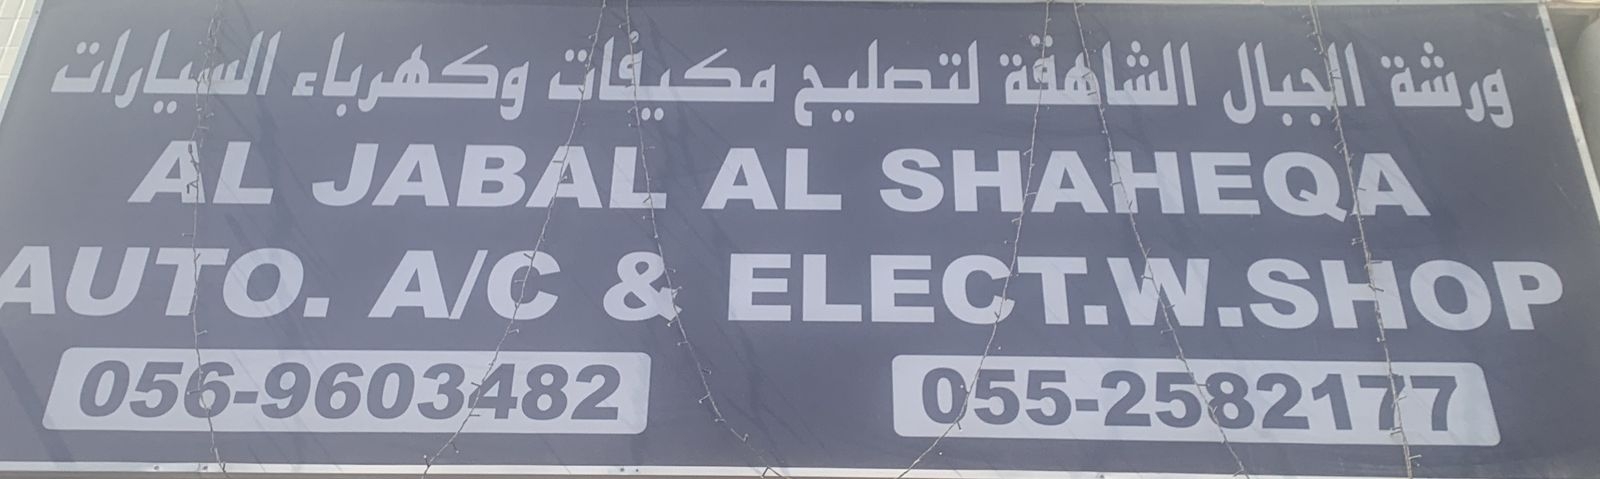 ورشة الجبال الشاهقة لتصليح مكيفات وكهرباء السيارات
AL JABAL AL SHAHEQA
AUTO. A/C & ELECT.W.SHOP
056-9603482 055-2582177